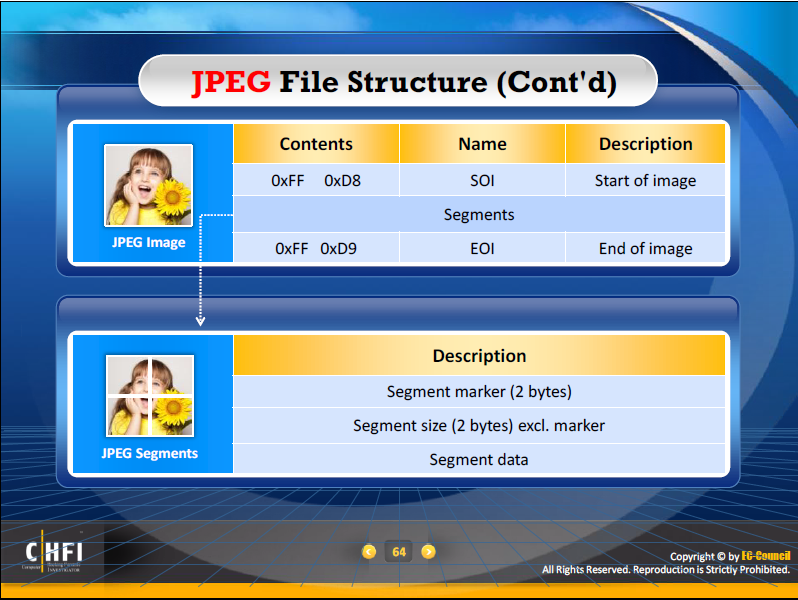 JPEG File Structure (Cont'd)
Contents Name Description
0xFF 0xD8 SOI Start of image
Segments
0xFF 0xD9 EOI End of image
JPEG Image
Description
Segment marker (2 bytes)
Segment size (2 bytes) excl. marker
Segment data
JPEG Segments
CHFI
INVESTIGATOR
64
Copyright © by EC-Council
All Rights Reserved. Reproduction is Strictly Prohibited.